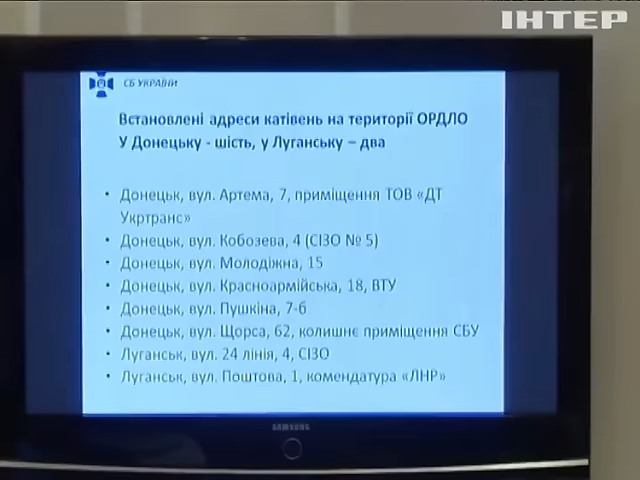 ІНТЕР
СБ УКРАЇНИ
Встановлені адреси катівень на території ОРДЛО
У Донецьку - шість, у Луганську – два
• Донецьк, вул. Артема, 7, приміщення ТОВ «ДТ
Укртранс»
• Донецьк, вул. Кобозева, 4 (СІЗО № 5)
• Донецьк, вул. Молодіжна, 15
• Донецьк, вул. Красноармійська, 18, ВТУ
• Донецьк, вул. Пушкіна, 7-б
• Донецьк, вул. Щорса, 62, колишнє приміщення СБУ
• Луганськ, вул. 24 лінія, 4, СІЗО
• Луганськ, вул. Поштова, 1, комендатура «ЛНР»
SAMSUNG